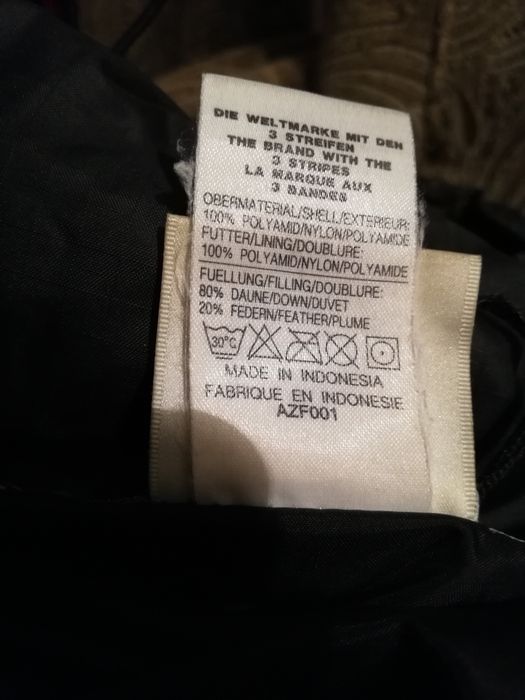 DIE WELTMARKE MIT DEN
3 STREIFEN
THE BRAND WITH THE
3 STRIPES
LA MARQUE AUX
3 BANDES
OBERMATERIAL/SHELL/EXTERIEUR:
100% POLYAMID/NYLON/POLYAMIDE
FUTTER/LINING/DOUBLURE:
100% POLYAMID/NYLON/POLYAMIDE
FUELLUNG/FILLING/DOUBLURE:
80% DAUNE/DOWN/DUVET
20% FEDERN/FEATHER/PLUME
30°C
MADE IN INDONESIA
FABRIQUE EN INDONESIE
AZF001